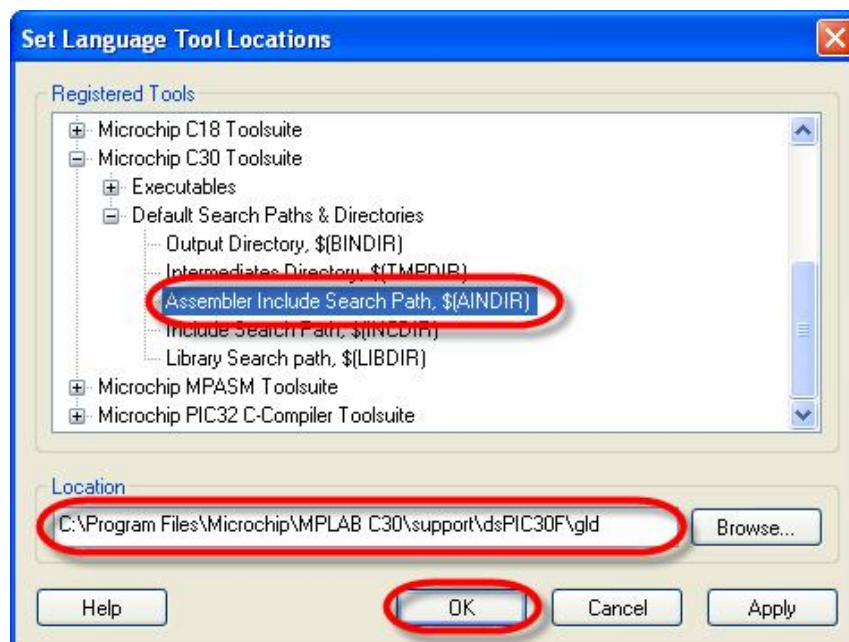 Set Language Tool Locations
Registered Tools
Microchip C18 Toolsuite
Microchip C30 Toolsuite
Executables
Default Search Paths & Directories
Output Directory, $(BINDIR)
Intermediates Directory, $(TMPDIR)
Assembler Include Search Path, $(AINDIR)
Include Search Path, $(INCDIR)
Library Search path, $(LIBDIR)
Microchip MPASM Toolsuite
Microchip PIC32 C-Compiler Toolsuite
Location
C:\Program Files\Microchip\MPLAB C30\support\dsPIC30F\gld
Browse...
Help OK Cancel Apply